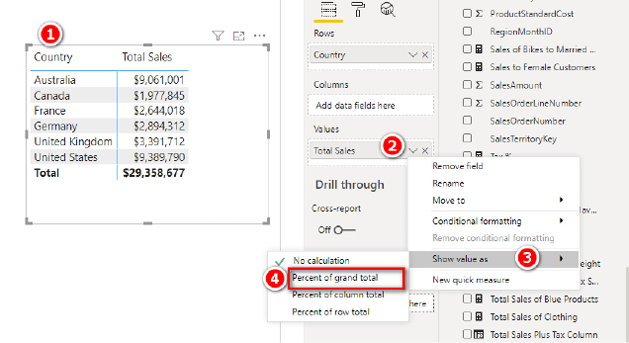 1
Country Total Sales
Australia $9,061,001
Canada $1,977,845
France $2,644,018
Germany $2,894,312
United Kingdom $3,391,712
United States $9,389,790
Total $29,358,677
Rows
Country
Columns
Add data fields here
Values
2
Total Sales
Drill through
Cross-report
Off
here
Remove field
Rename
Move to
Conditional formatting
Remove conditional formatting
Show value as
3
New quick measure
No calculation
4
Percent of grand total
Percent of column total
Percent of row total
ProductStandardCost
RegionMonthID
Sales of Bikes to Married ...
Sales to Female Customers
SalesAmount
SalesOrderLineNumber
SalesOrderNumber
SalesTerritoryKey
av...
eight
x S...
Total Sales of Blue Products
Total Sales of Clothing
Total Sales Plus Tax Column